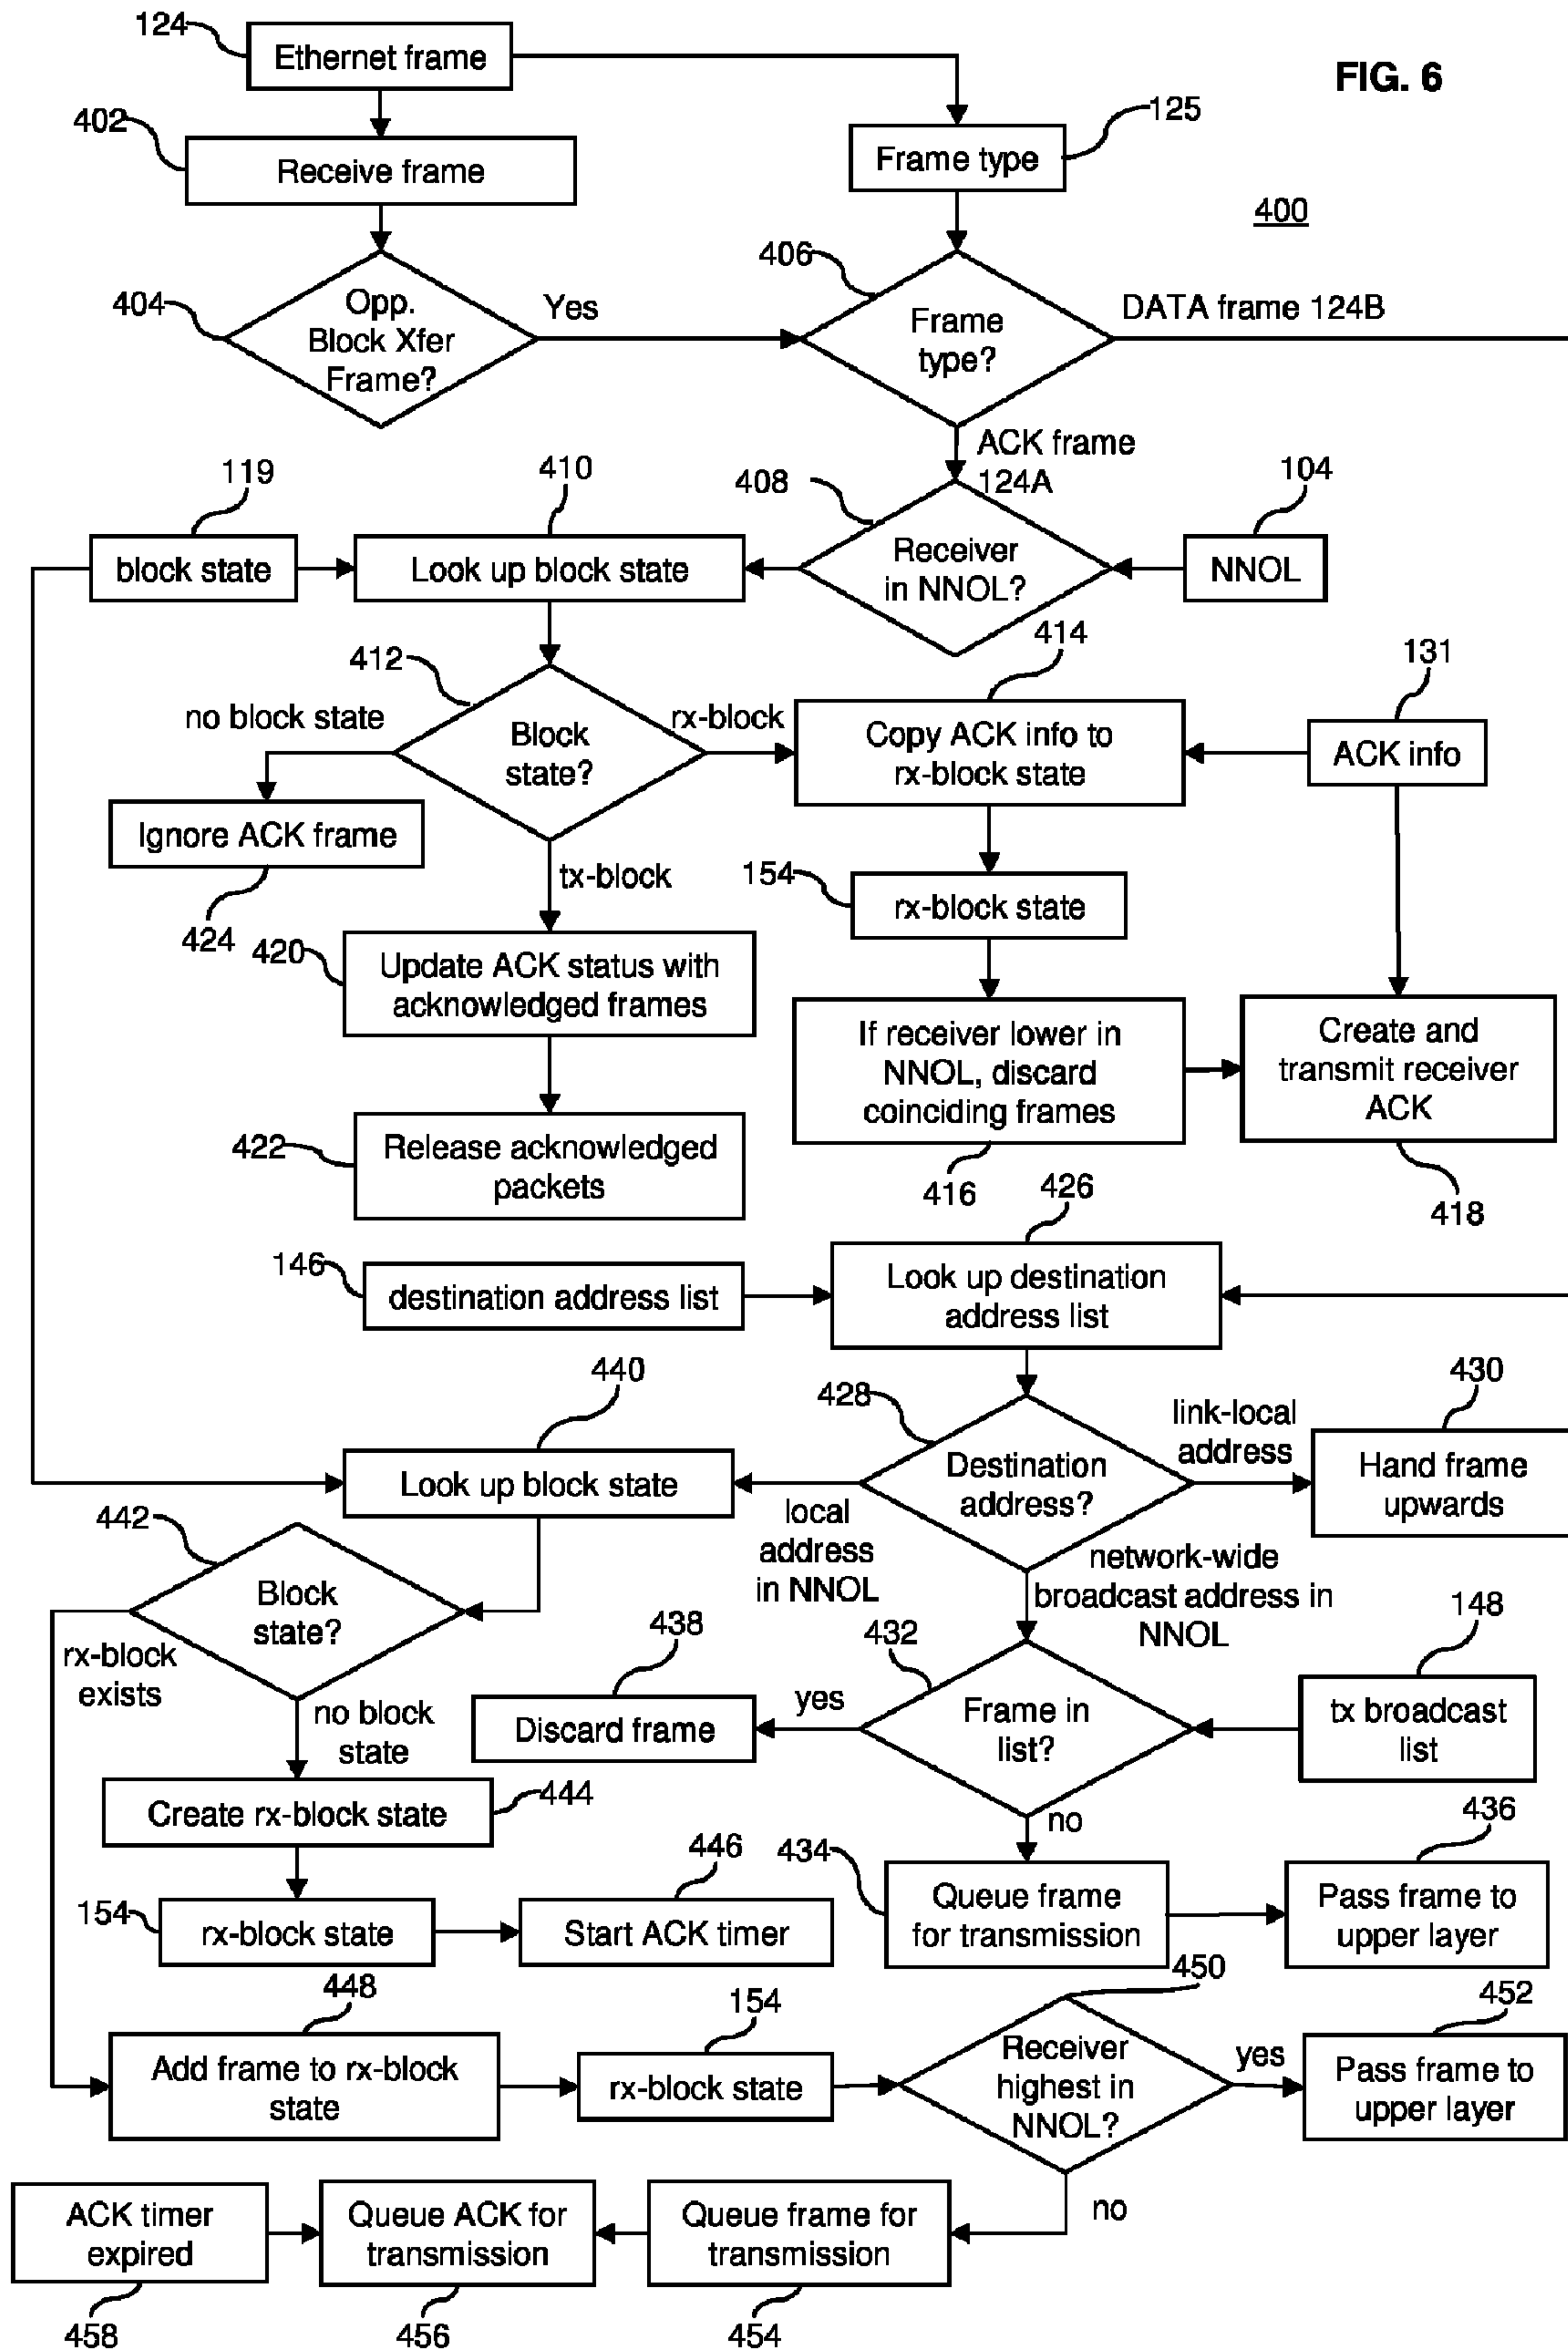 124
Ethernet frame
FIG. 6
402
Receive frame
125
Frame type
400
404
Opp.
Block Xfer
Frame?
Yes
406
Frame
type?
DATA frame 124B
ACK frame
124A
119
block state
410
Look up block state
408
Receiver
in NNOL?
104
NNOL
412
Block
state?
no block state
rx-block
414
Copy ACK info to
rx-block state
131
ACK info
Ignore ACK frame
424
tx-block
154
rx-block state
420
Update ACK status with
acknowledged frames
If receiver lower in
NNOL, discard
coinciding frames
416
Create and
transmit receiver
ACK
418
422
Release acknowledged
packets
146
destination address list
426
Look up destination
address list
440
Look up block state
428
Destination
address?
link-local
address
430
Hand frame
upwards
local
address
in NNOL
network-wide
broadcast address in
NNOL
442
Block
state?
rx-block
exists
no block
state
438
Discard frame
yes
432
Frame in
list?
148
tx broadcast
list
Create rx-block state
444
no
154
rx-block state
446
Start ACK timer
434
Queue frame
for transmission
436
Pass frame to
upper layer
448
Add frame to rx-block
state
154
rx-block state
450
Receiver
highest in
NNOL?
yes
452
Pass frame to
upper layer
no
ACK timer
expired
458
Queue ACK for
transmission
456
Queue frame for
transmission
454